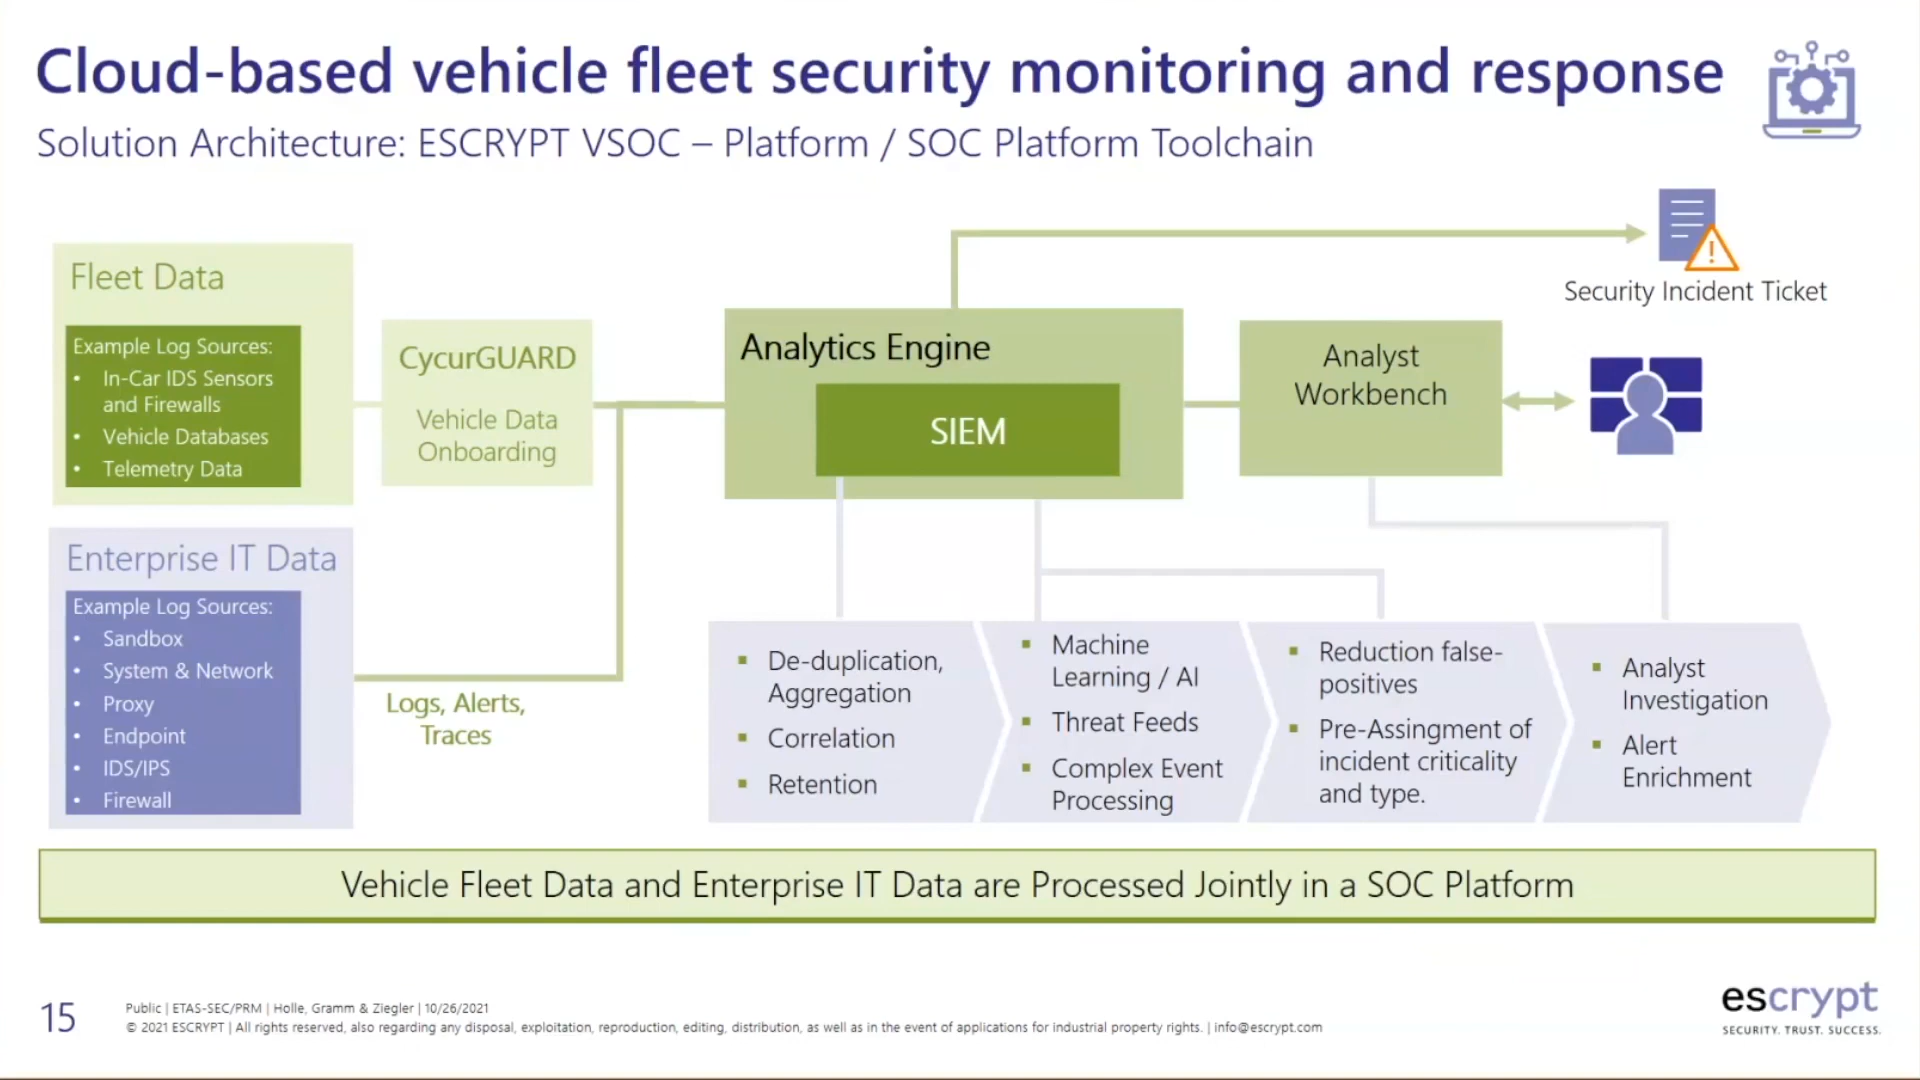 Cloud-based vehicle fleet security monitoring and response
Solution Architecture: ESCRYPT VSOC – Platform / SOC Platform Toolchain
Security Incident Ticket
Fleet Data
Example Log Sources:
• In-Car IDS Sensors
and Firewalls
• Vehicle Databases
• Telemetry Data
CycurGUARD
Vehicle Data
Onboarding
Analytics Engine
SIEM
Analyst
Workbench
Enterprise IT Data
Example Log Sources:
• Sandbox
• System & Network
• Proxy
• Endpoint
• IDS/IPS
• Firewall
Logs, Alerts,
Traces
▪ De-duplication,
Aggregation
▪ Correlation
▪ Retention
▪ Machine
Learning / AI
▪ Threat Feeds
▪ Complex Event
Processing
▪ Reduction false-
positives
▪ Pre-Assingment of
incident criticality
and type.
▪ Analyst
Investigation
▪ Alert
Enrichment
Vehicle Fleet Data and Enterprise IT Data are Processed Jointly in a SOC Platform
15
Public | ETAS-SEC/PRM | Holle, Gramm & Ziegler | 10/26/2021
© 2021 ESCRYPT | All rights reserved, also regarding any disposal, exploitation, reproduction, editing, distribution, as well as in the event of applications for industrial property rights. | info@escrypt.com
escrypt
SECURITY. TRUST. SUCCESS.